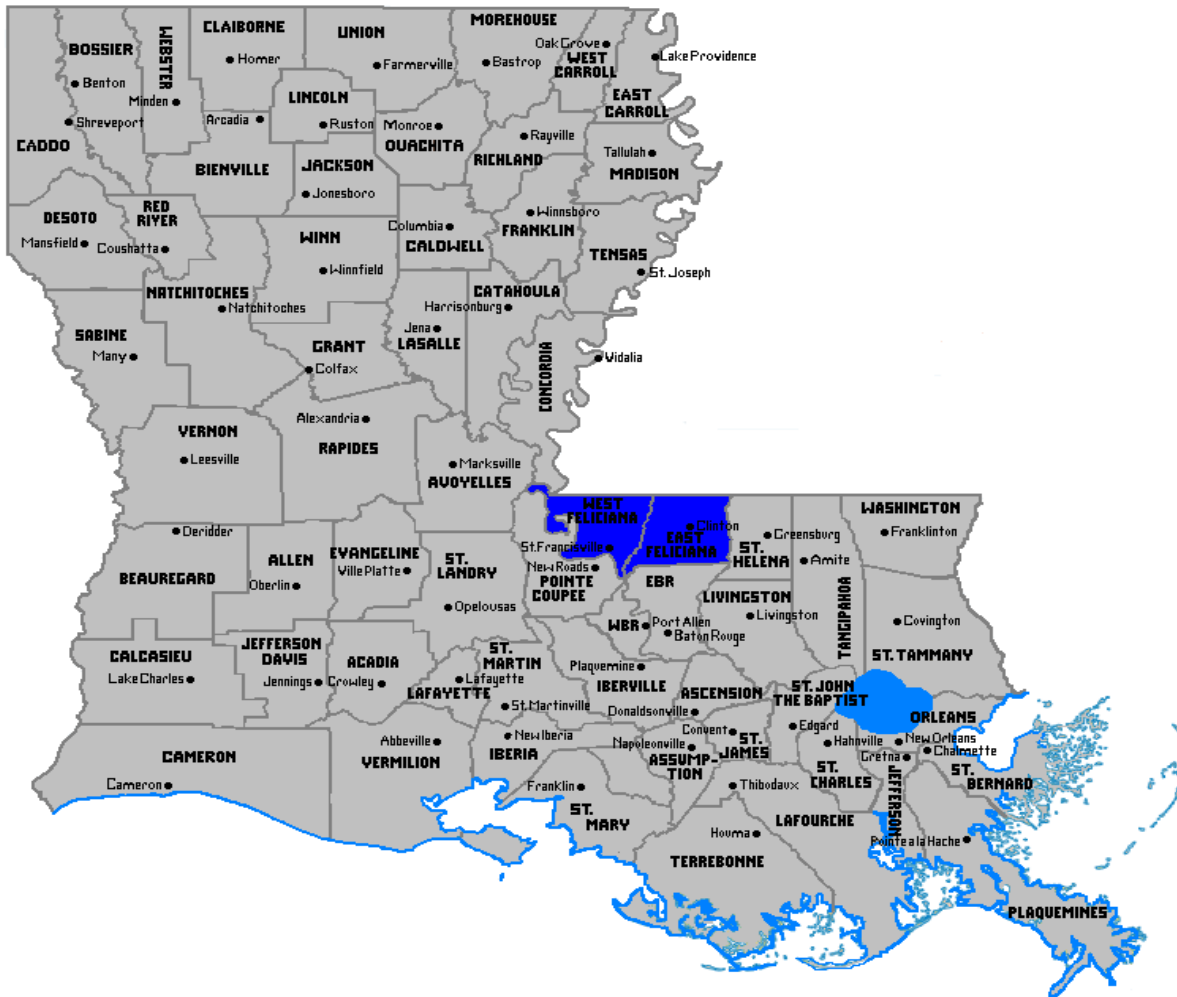 CLAIBORNE
UNION
MOREHOUSE
BOSSIER
WEBSTER
Homer
Farmerville
Bastrop
Oak Grove
WEST
CARROLL
Lake Providence
Benton
Minden
LINCOLN
EAST
CARROLL
Shreveport
Arcadia
Ruston
Monroe
OUACHITA
Rayville
CADDO
BIENVILLE
JACKSON
RICHLAND
Tallulah
MADISON
Jonesboro
DESOTO
RED
RIVER
Winnsboro
Mansfield
Coushatta
WINN
Columbia
CALDWELL
FRANKLIN
TENSAS
Winnfield
St. Joseph
NATCHITOCHES
Natchitoches
CATAHOULA
Harrisonburg
SABINE
Many
GRANT
Colfax
Jena
LASALLE
CONCORDIA
Vidalia
Alexandria
VERNON
RAPIDES
Leesville
Marksville
AVOYELLES
WEST
FELICIANA
WASHINGTON
Deridder
Clinton
EAST
FELICIANA
Greensburg
Franklinton
ALLEN
EVANGELINE
ST.
LANDRY
St. Francisville
ST.
HELENA
Amite
BEAUREGARD
Oberlin
Ville Platte
New Roads
POINTE
COUPEE
EBR
LIVINGSTON
TANGIPAHOA
Opelousas
WBR
Port Allen
Baton Rouge
Livingston
Covington
CALCASIEU
JEFFERSON
DAVIS
ACADIA
ST.
MARTIN
ST. TAMMANY
Lake Charles
Jennings
Crowley
LAFAYETTE
Lafayette
Plaquemine
IBERVILLE
ASCENSION
ST. JOHN
THE BAPTIST
St. Martinville
Donaldsonville
ORLEANS
CAMERON
Abbeville
VERMILION
New Iberia
IBERIA
Napoleonville
ASSUMP-
TION
Convent
ST.
JAMES
Edgard
Hahnville
New Orleans
Chalmette
Gretna
Cameron
Franklin
ST.
MARY
Thibodaux
ST.
CHARLES
JEFFERSON
ST.
BERNARD
Houma
LAFOURCHE
Pointe a la Hache
TERREBONNE
PLAQUEMINES